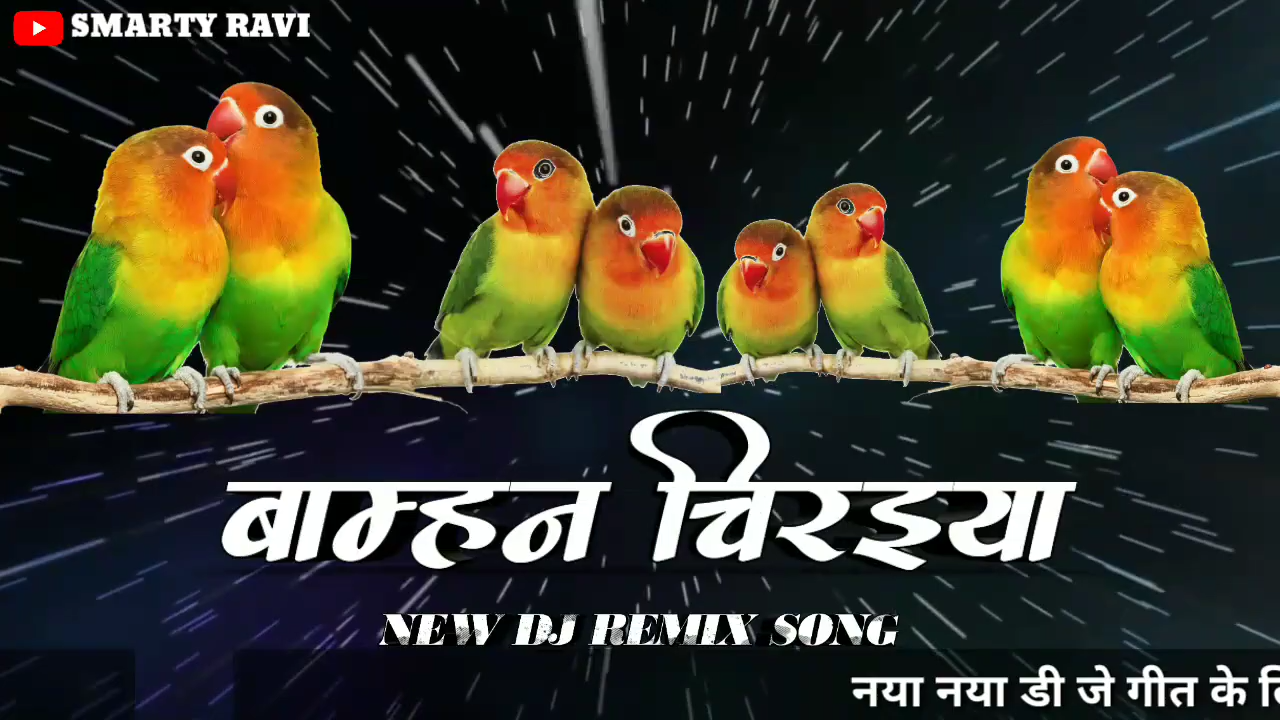 SMARTY RAVI
बाम्हन चिरइया
NEW DJ REMIX SONG
नया नया डी जे गीत के